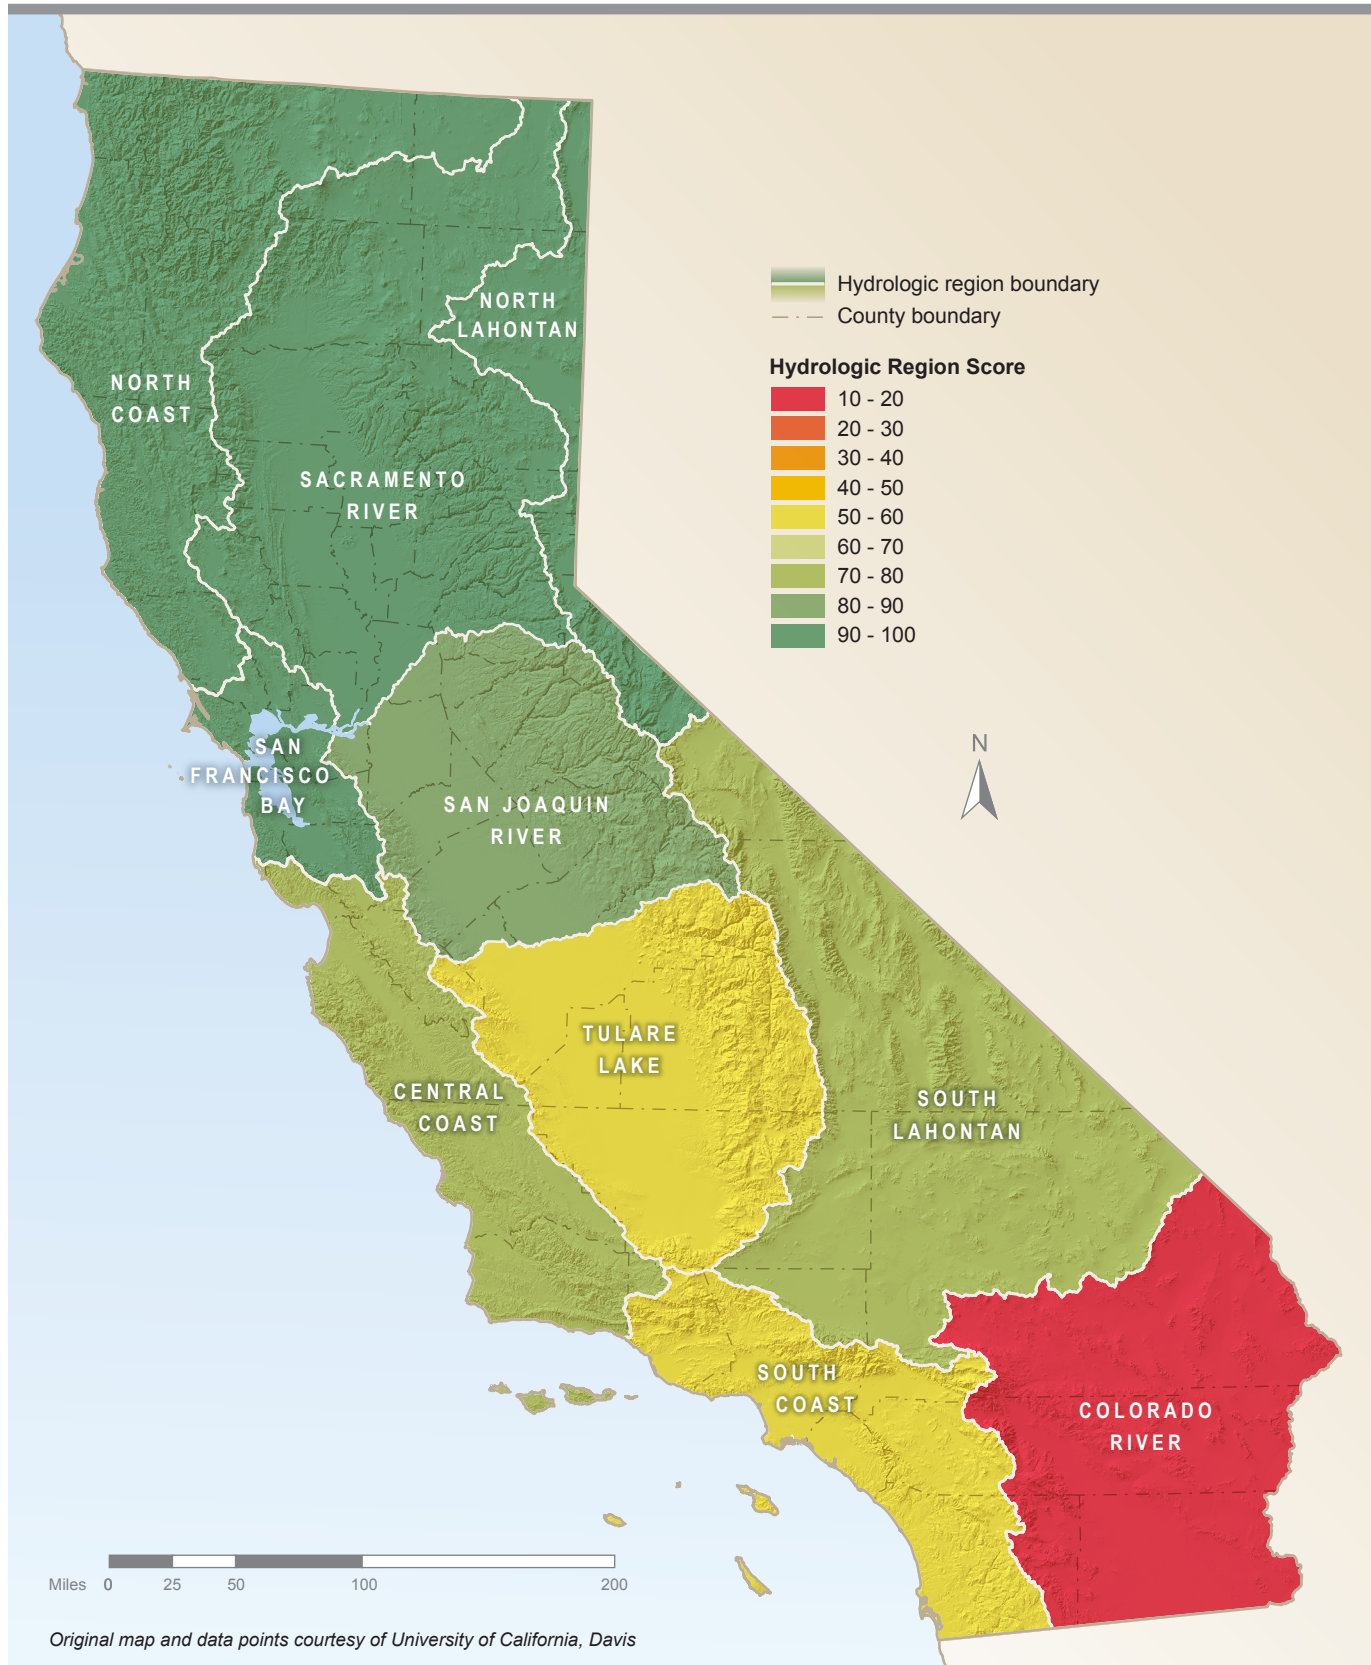 NORTH
LAHONTAN
Hydrologic region boundary
County boundary
Hydrologic Region Score
10 - 20
20 - 30
30 - 40
40 - 50
50 - 60
60 - 70
70 - 80
80 - 90
90 - 100
NORTH
COAST
SACRAMENTO
RIVER
N
SAN
FRANCISCO
BAY
SAN JOAQUIN
RIVER
TULARE
LAKE
CENTRAL
COAST
SOUTH
LAHONTAN
SOUTH
COAST
COLORADO
RIVER
Miles 0 25 50 100 200
Original map and data points courtesy of University of California, Davis